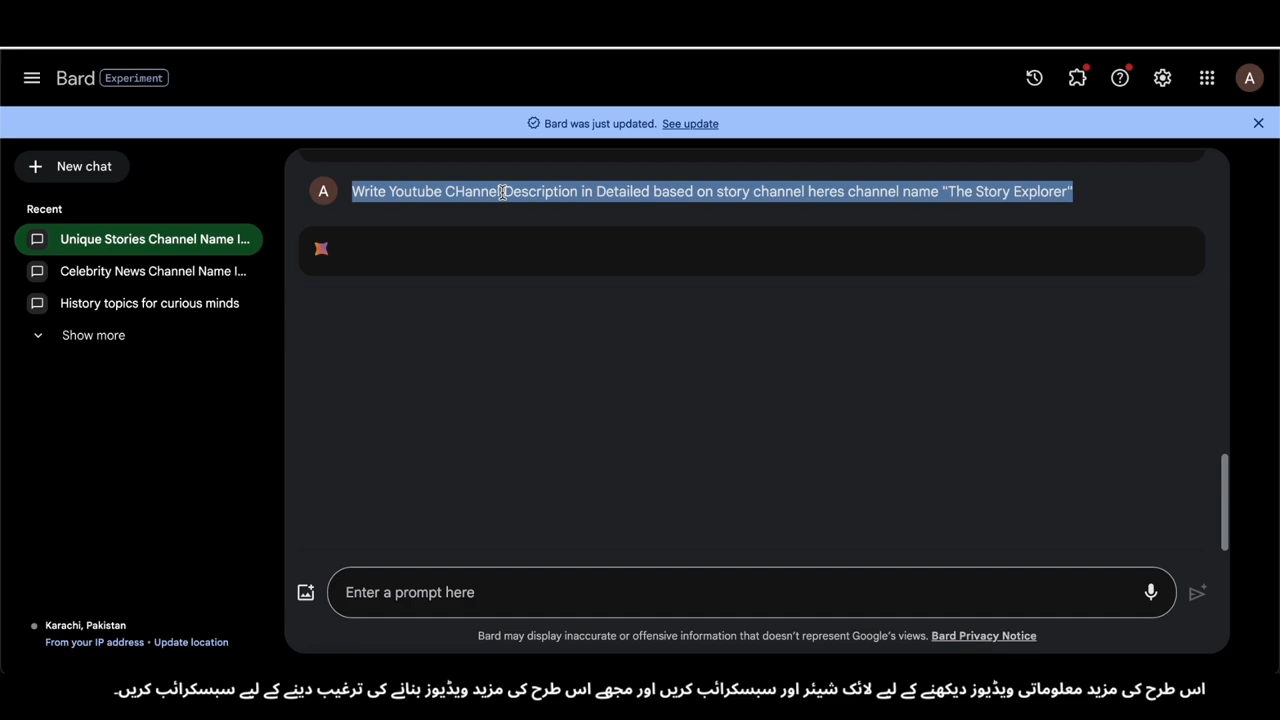 Bard Experiment
A
Bard was just updated. See update
New chat
Recent
Unique Stories Channel Name I...
Celebrity News Channel Name I...
History topics for curious minds
Show more
Karachi, Pakistan
From your IP address • Update location
A Write Youtube CHannel Description in Detailed based on story channel heres channel name "The Story Explorer"
Enter a prompt here
Bard may display inaccurate or offensive information that doesn't represent Google's views. Bard Privacy Notice
اس طرح کی مزید معلوماتی ویڈیوز دیکھنے کے لیے لائک شیئر اور سبسکرائب کریں اور مجھے اس طرح کی مزید ویڈیوز بنانے کی ترغیب دینے کے لیے سبسکرائب کریں۔